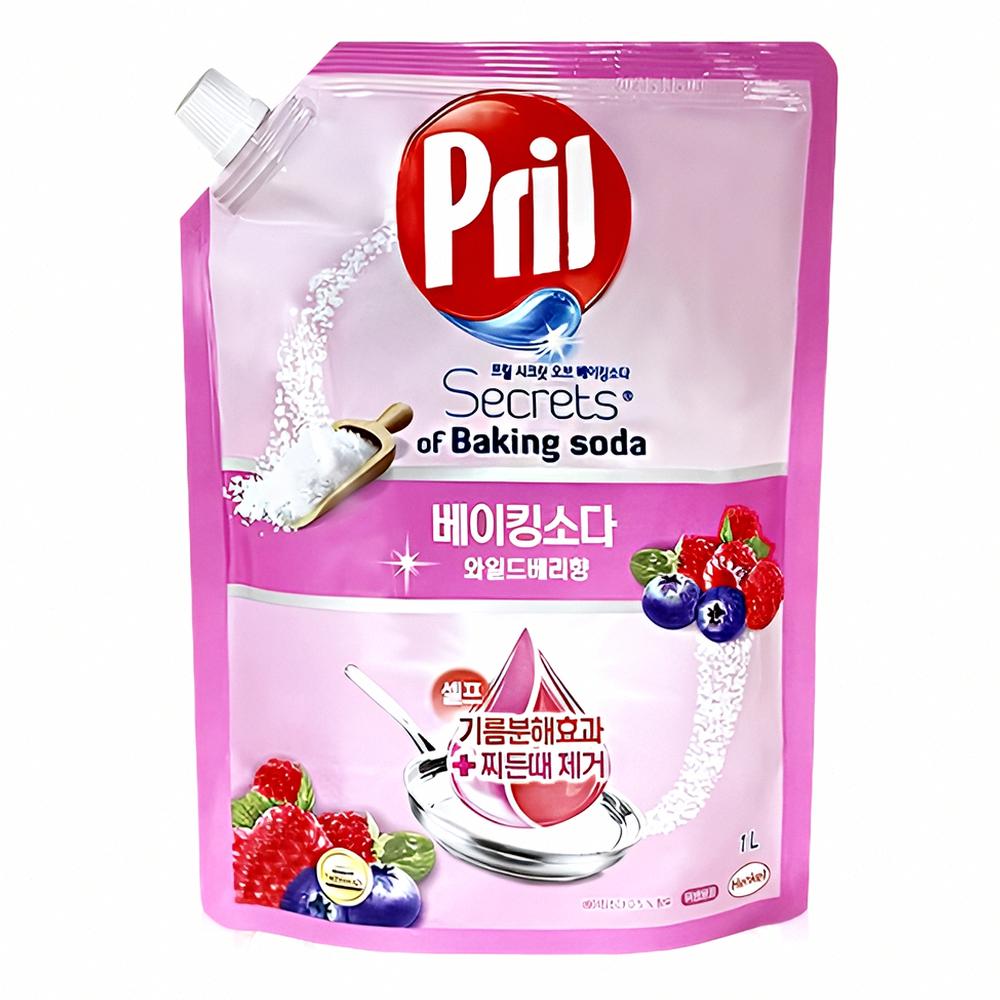 Pril
프릴 시크릿 오브 베이킹소다
Secrets
of Baking soda
베이킹소다
와일드베리향
셀프
기름분해효과
+ 찌든때 제거
1L
Henkel